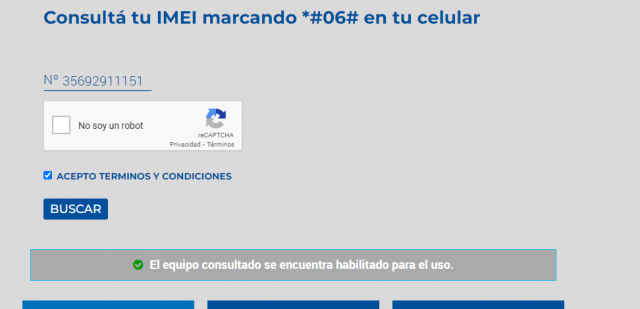 Consultá tu IMEI marcando *#06# en tu celular
Nº 35692911151
No soy un robot
reCAPTCHA
Privacidad - Términos
ACEPTO TERMINOS Y CONDICIONES
BUSCAR
El equipo consultado se encuentra habilitado para el uso.